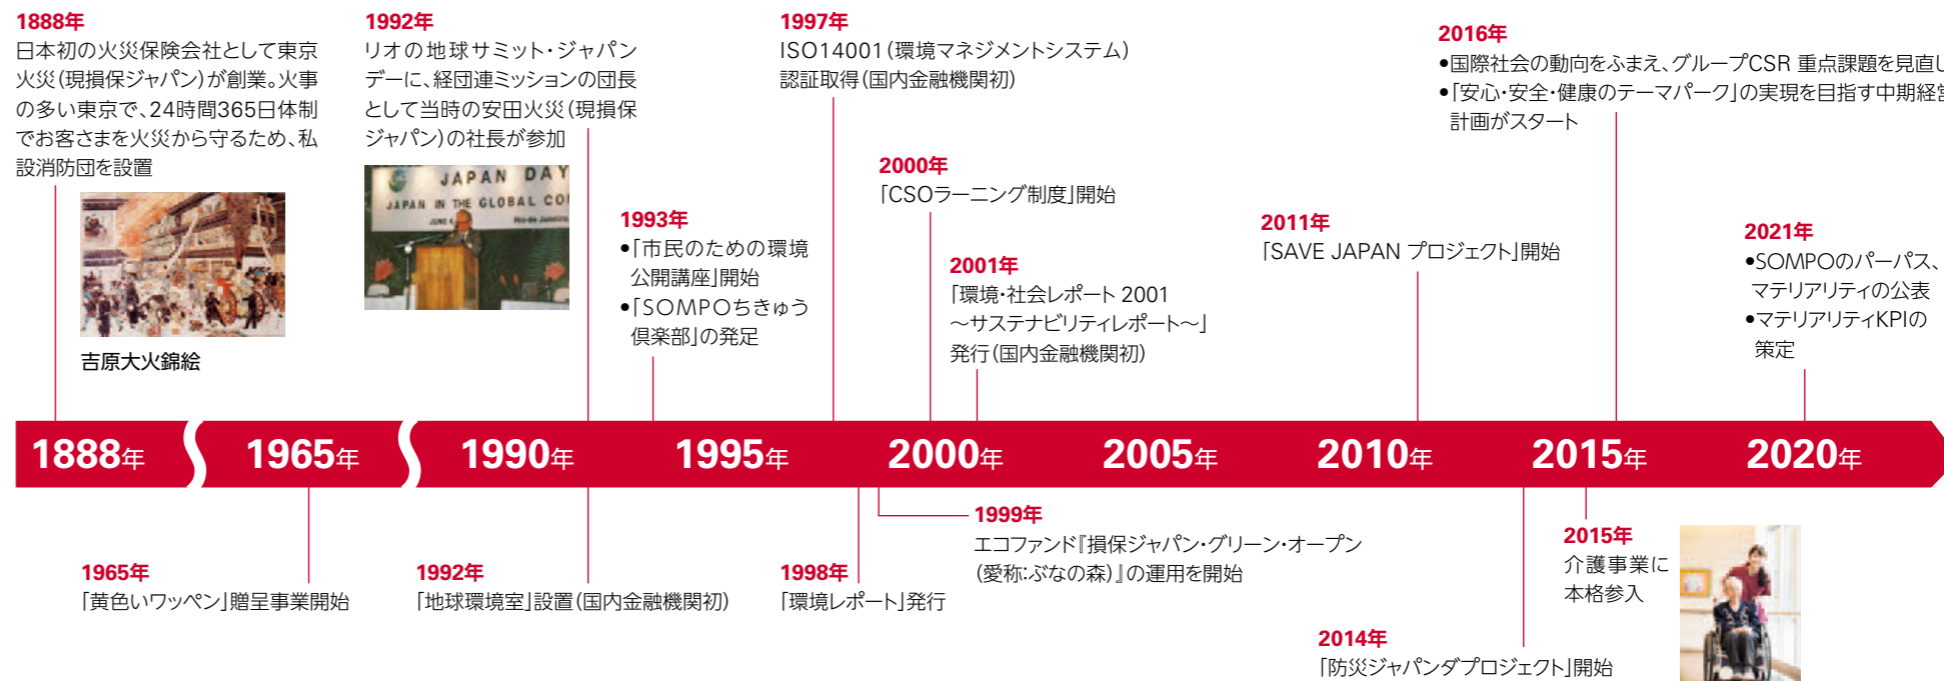 1888年
日本初の火災保険会社として東京
火災(現損保ジャパン)が創業。火事
の多い東京で、24時間365日体制
でお客さまを火災から守るため、私
設消防団を設置
吉原大火錦絵
1992年
リオの地球サミット・ジャパン
デーに、経団連ミッションの団長
として当時の安田火災(現損保
ジャパン)の社長が参加
JAPAN DAY
JAPAN IN THE GLOBAL CO
Rio de Janeiro
1993年
•「市民のための環境
公開講座」開始
•「SOMPOちきゅう
倶楽部」の発足
1997年
ISO14001(環境マネジメントシステム)
認証取得(国内金融機関初)
2000年
「CSOラーニング制度」開始
2001年
「環境・社会レポート 2001
〜サステナビリティレポート〜」
発行(国内金融機関初)
2011年
「SAVE JAPAN プロジェクト」開始
2016年
•国際社会の動向をふまえ、グループCSR 重点課題を見直し
•「安心・安全・健康のテーマパーク」の実現を目指す中期経営
計画がスタート
2021年
•SOMPOのパーパス、
マテリアリティの公表
•マテリアリティKPIの
策定
1888年 1965年 1990年 1995年 2000年 2005年 2010年 2015年 2020年
1965年
「黄色いワッペン」贈呈事業開始
1992年
「地球環境室」設置(国内金融機関初)
1998年
「環境レポート」発行
1999年
エコファンド『損保ジャパン・グリーン・オープン
(愛称:ぶなの森)』の運用を開始
2014年
「防災ジャパンダプロジェクト」開始
2015年
介護事業に
本格参入